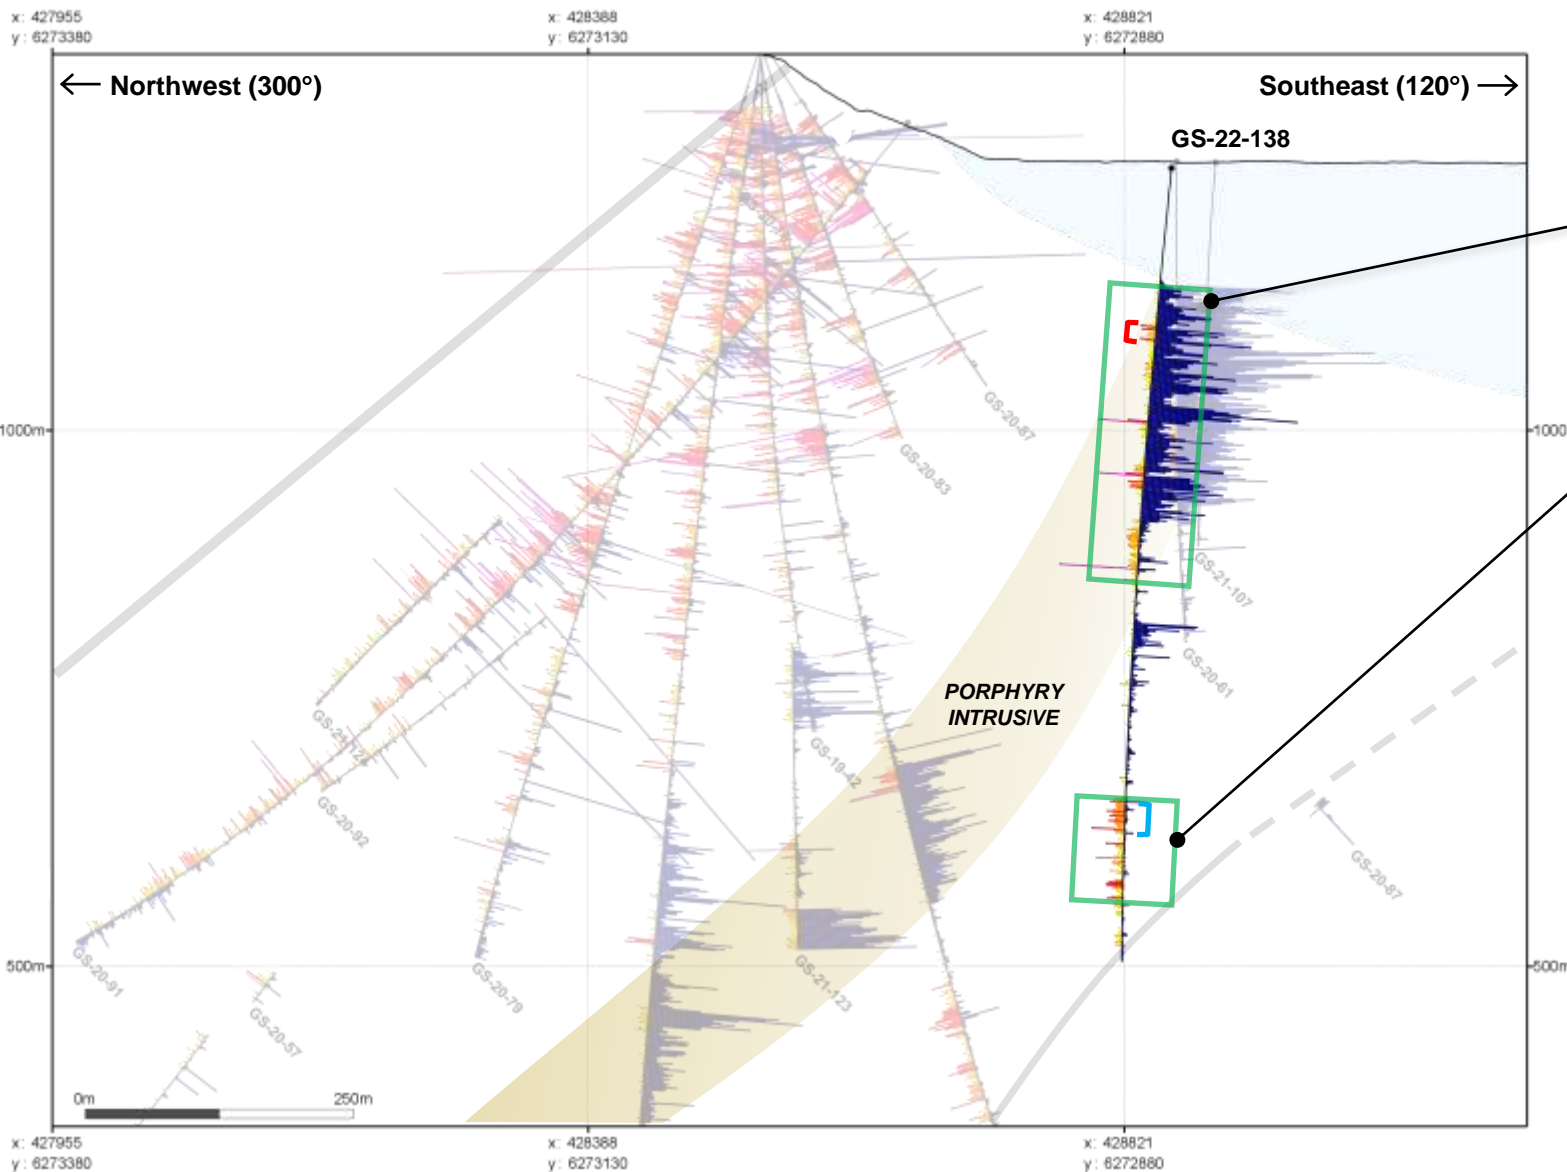 x: 427955
y: 6273380
x: 428388
y: 6273130
x: 428821
y: 6272880
← Northwest (300°)
Southeast (120°) →
GS-22-138
GS-20-87
1000m
1000
GS-20-83
GS-21-107
GS-20-61
PORPHYRY
INTRUSIVE
GS-19-42
GS-20-92
GS-20-87
GS-20-91
GS-20-79
GS-21-123
500m
500m
GS-20-57
0m
250m
x: 427955
y: 6273380
x: 428388
y: 6273130
x: 428821
y: 6272880